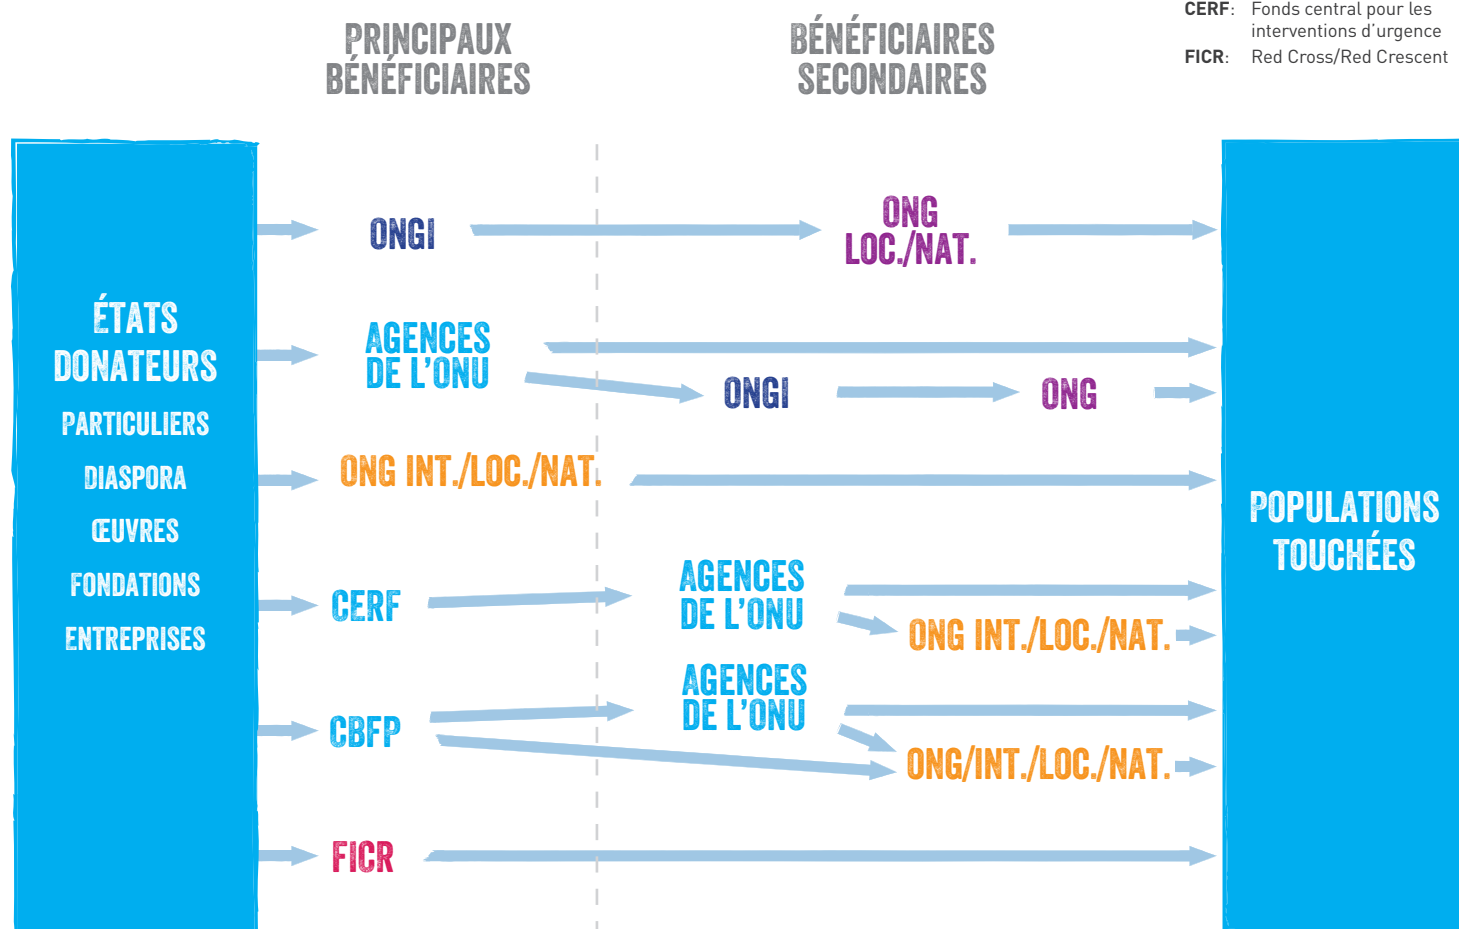 CERF: Fonds central pour les
interventions d’urgence
FICR: Red Cross/Red Crescent
PRINCIPAUX
BÉNÉFICIAIRES
BÉNÉFICIAIRES
SECONDAIRES
ÉTATS
DONATEURS
PARTICULIERS
DIASPORA
ŒUVRES
FONDATIONS
ENTREPRISES
ONGI
ONG
LOC./NAT.
AGENCES
DE L’ONU
ONGI
ONG
ONG INT./LOC./NAT.
CERF
AGENCES
DE L’ONU
ONG INT./LOC./NAT.
CBFP
AGENCES
DE L’ONU
ONG/INT./LOC./NAT.
FICR
POPULATIONS
TOUCHÉES